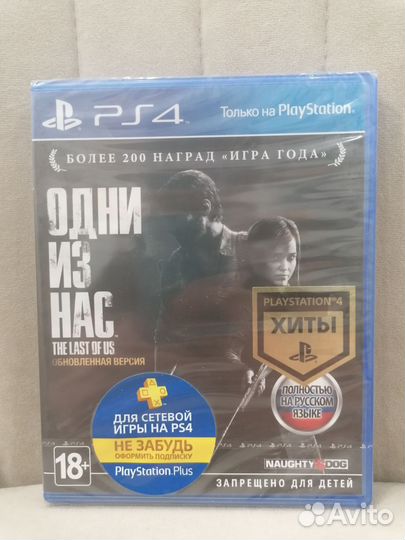 PS4
Только на PlayStation®
БОЛЕЕ 200 НАГРАД «ИГРА ГОДА»
ОДНИ
ИЗ
НАС
THE LAST OF US
ОБНОВЛЕННАЯ ВЕРСИЯ
PLAYSTATION®4
ХИТЫ
ПОЛНОСТЬЮ
НА РУССКОМ
ЯЗЫКЕ
ДЛЯ СЕТЕВОЙ
ИГРЫ НА PS4
НЕ ЗАБУДЬ
ОФОРМИТЬ ПОДПИСКУ
PlayStation Plus
18+
NAUGHTY DOG
ЗАПРЕЩЕНО ДЛЯ ДЕТЕЙ
Avito